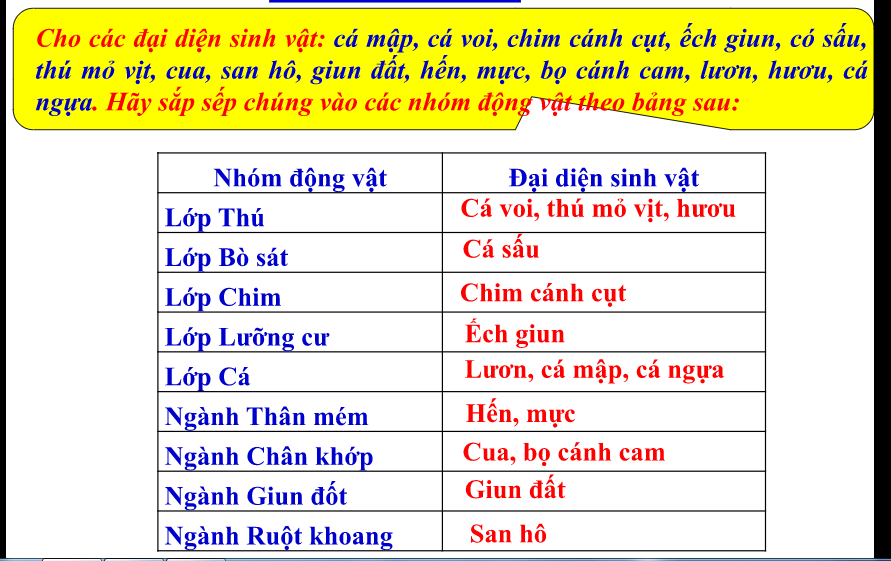 Cho các đại diện sinh vật: cá mập, cá voi, chim cánh cụt, ếch giun, có sấu,
thú mỏ vịt, cua, san hô, giun đất, hến, mực, bọ cánh cam, lươn, hươu, cá
ngựa. Hãy sắp sếp chúng vào các nhóm động vật theo bảng sau:
Nhóm động vật Đại diện sinh vật
Lớp Thú Cá voi, thú mỏ vịt, hươu
Lớp Bò sát Cá sấu
Lớp Chim Chim cánh cụt
Lớp Lưỡng cư Ếch giun
Lớp Cá Lươn, cá mập, cá ngựa
Ngành Thân mém Hến, mực
Ngành Chân khớp Cua, bọ cánh cam
Ngành Giun đốt Giun đất
Ngành Ruột khoang San hô